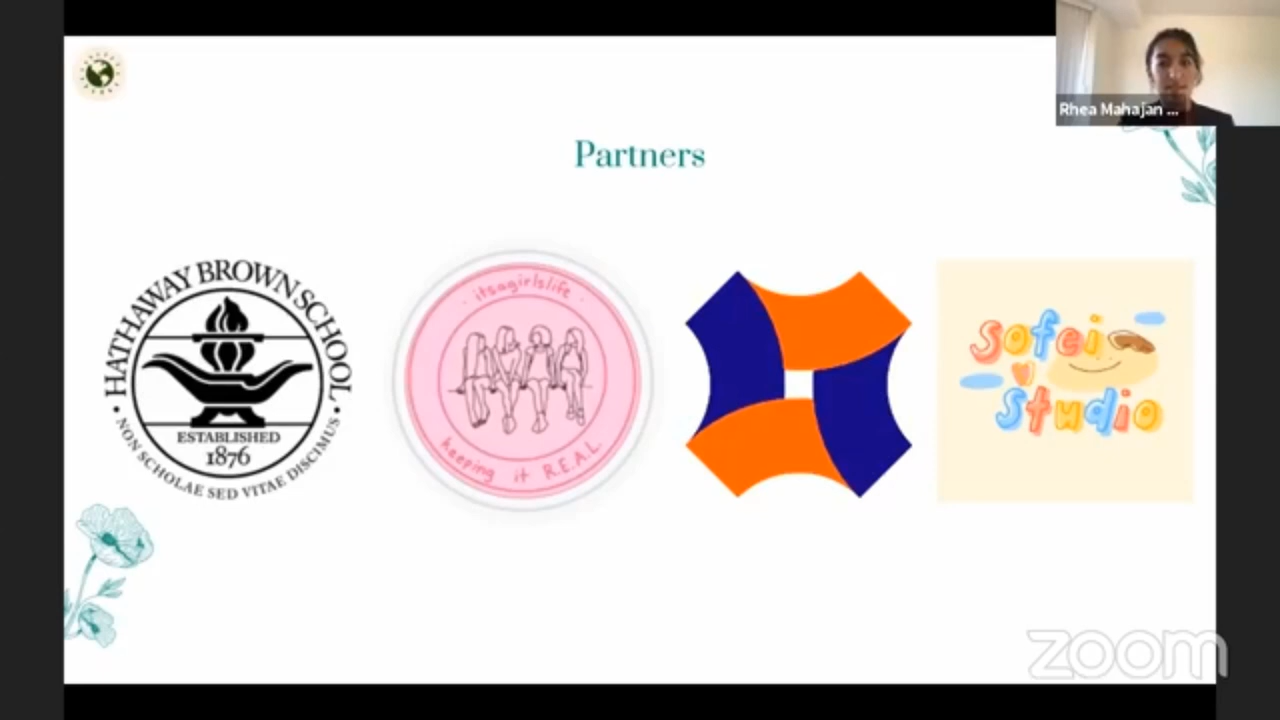 Rhea Mahajan ...
Partners
HATHAWAY BROWN SCHOOL
NON SCHOLAE SED VITAE DISCIMUS
ESTABLISHED
1876
itsagirlslife
keeping it R.E.A.L.
sofei
studio
zoom